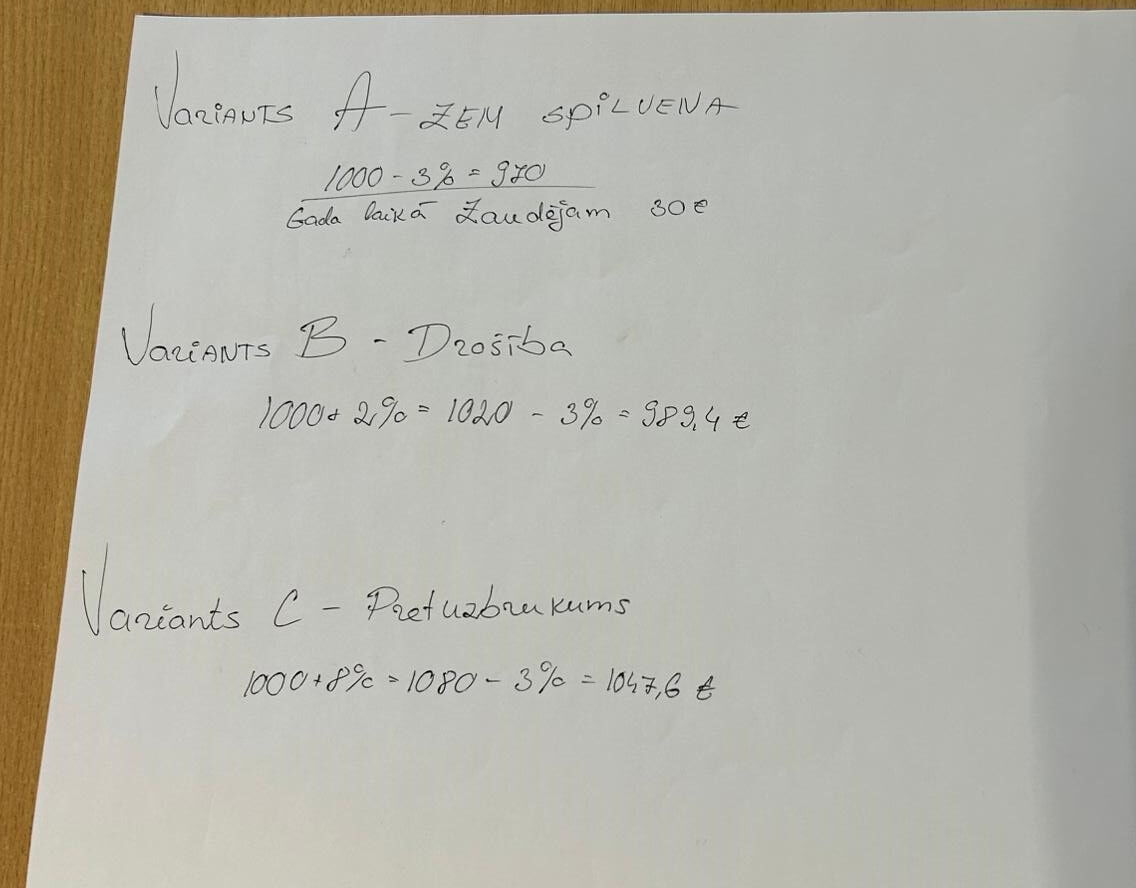 VARIANTS A - ZEM SPILVENA
1000 - 3% = 970
Gada laikā Zaudējam 30 €
VARIANTS B - Drošība
1000 + 2% = 1020 - 3% = 989,4 €
Variants C - Pretuzbrukums
1000 + 8% = 1080 - 3% = 1047,6 €